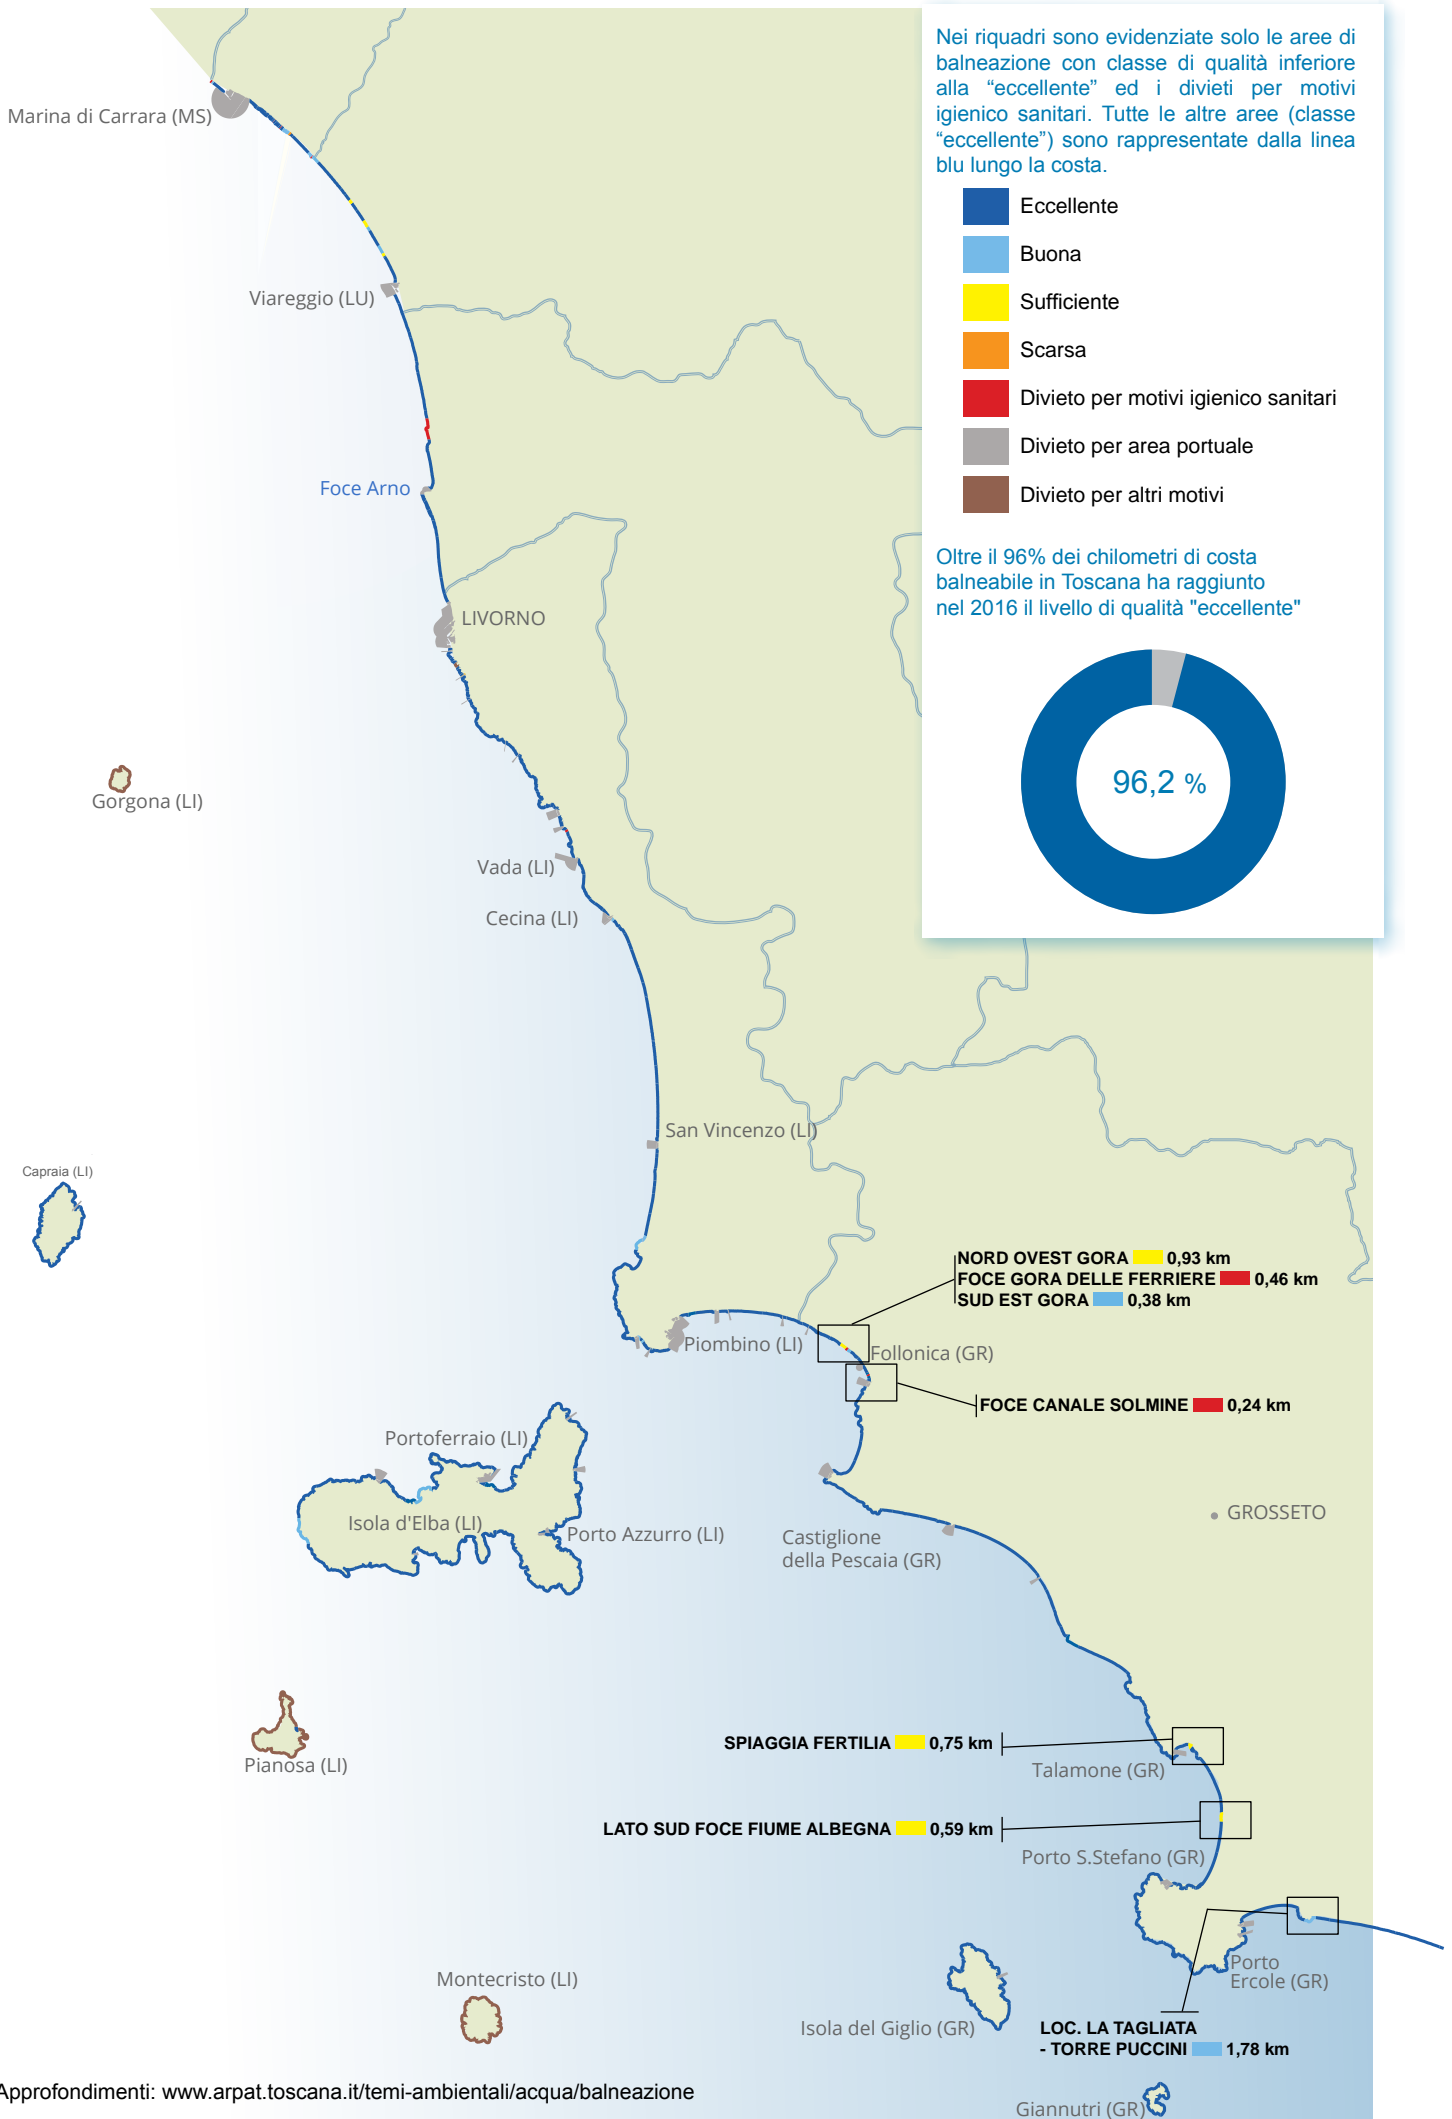 Nei riquadri sono evidenziate solo le aree di
balneazione con classe di qualità inferiore
alla “eccellente” ed i divieti per motivi
igienico sanitari. Tutte le altre aree (classe
“eccellente”) sono rappresentate dalla linea
blu lungo la costa.
Eccellente
Buona
Sufficiente
Scarsa
Divieto per motivi igienico sanitari
Divieto per area portuale
Divieto per altri motivi
Oltre il 96% dei chilometri di costa
balneabile in Toscana ha raggiunto
nel 2016 il livello di qualità "eccellente"
96,2 %
Marina di Carrara (MS)
Viareggio (LU)
Foce Arno
LIVORNO
Gorgona (LI)
Vada (LI)
Cecina (LI)
San Vincenzo (LI)
Capraia (LI)
NORD OVEST GORA 0,93 km
FOCE GORA DELLE FERRIERE 0,46 km
SUD EST GORA 0,38 km
Piombino (LI)
Follonica (GR)
FOCE CANALE SOLMINE 0,24 km
Portoferraio (LI)
Isola d'Elba (LI)
Porto Azzurro (LI)
GROSSETO
Castiglione
della Pescaia (GR)
Pianosa (LI)
SPIAGGIA FERTILIA 0,75 km
Talamone (GR)
LATO SUD FOCE FIUME ALBEGNA 0,59 km
Porto S.Stefano (GR)
Porto
Ercole (GR)
Montecristo (LI)
Isola del Giglio (GR)
LOC. LA TAGLIATA
- TORRE PUCCINI 1,78 km
Approfondimenti: www.arpat.toscana.it/temi-ambientali/acqua/balneazione
Giannutri (GR)